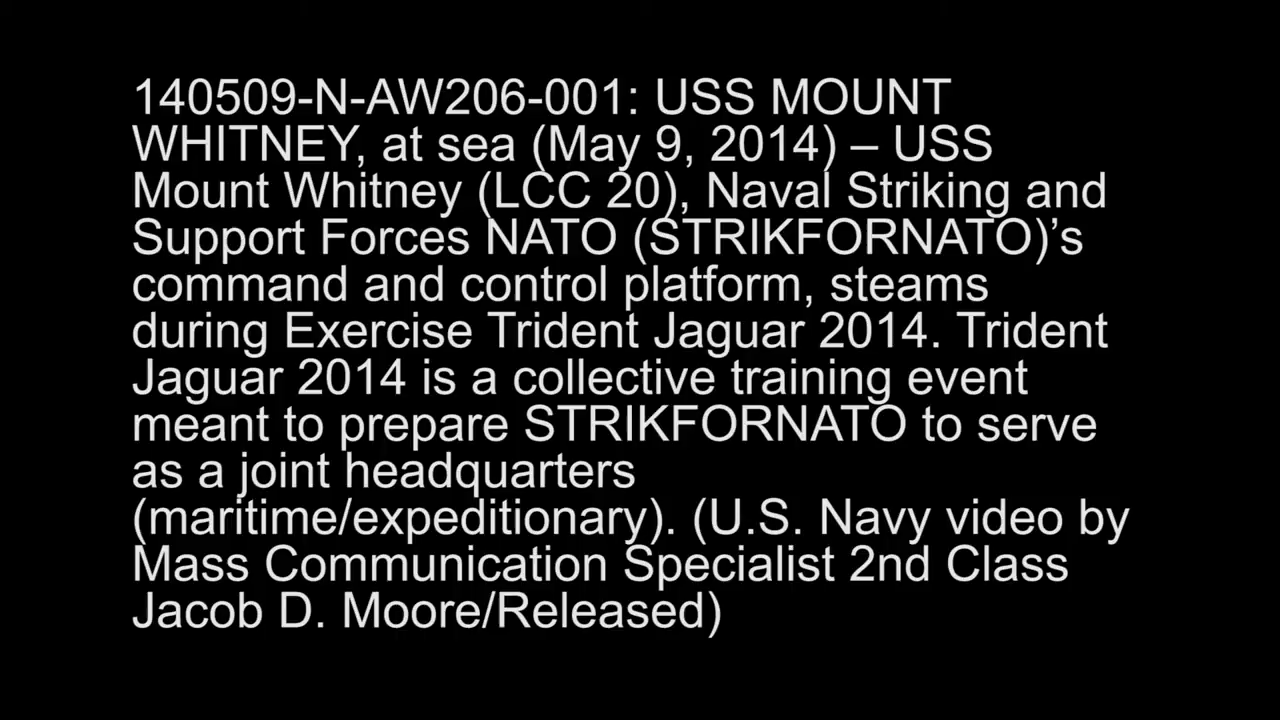 140509-N-AW206-001: USS MOUNT
WHITNEY, at sea (May 9, 2014) – USS
Mount Whitney (LCC 20), Naval Striking and
Support Forces NATO (STRIKFORNATO)’s
command and control platform, steams
during Exercise Trident Jaguar 2014. Trident
Jaguar 2014 is a collective training event
meant to prepare STRIKFORNATO to serve
as a joint headquarters
(maritime/expeditionary). (U.S. Navy video by
Mass Communication Specialist 2nd Class
Jacob D. Moore/Released)